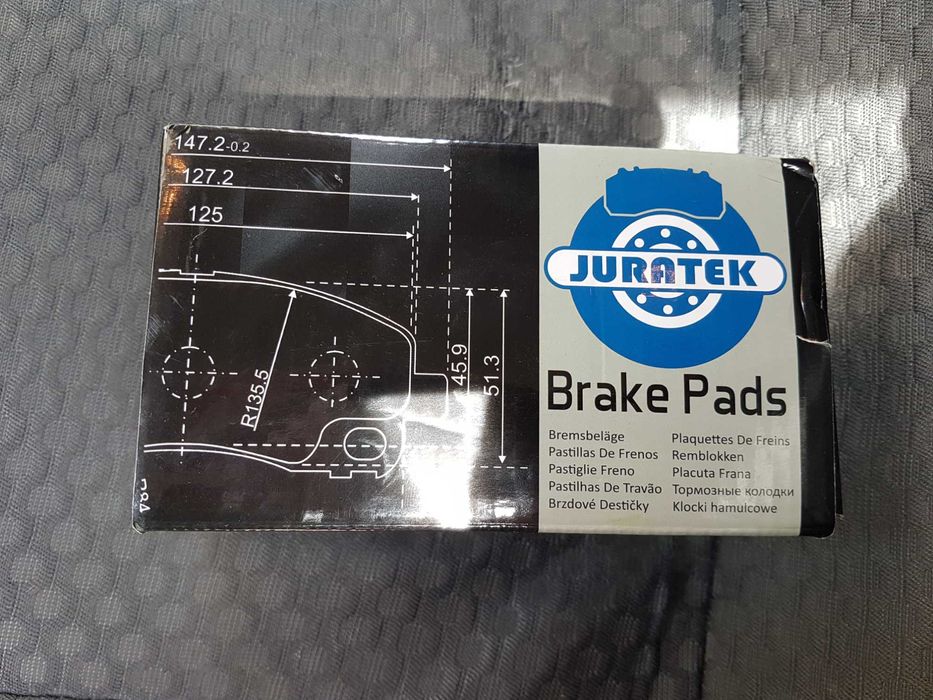 147.2-0.2
127.2
125
R135.5
45.9
51.3
JURATEK
Brake Pads
Bremsbeläge
Pastillas De Frenos
Pastiglie Freno
Pastilhas De Travão
Brzdové Destičky
Plaquettes De Freins
Remblokken
Placuta Frana
Тормозные колодки
Klocki hamulcowe